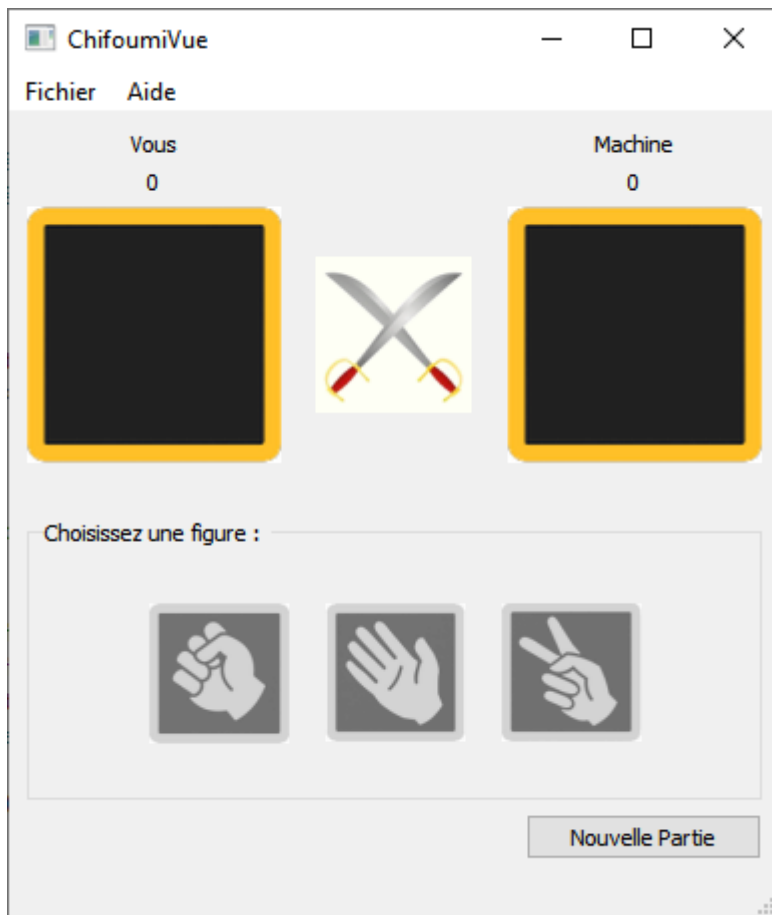 ChifoumiVue
Fichier Aide
Vous Machine
0 0
Choisissez une figure :
Nouvelle Partie